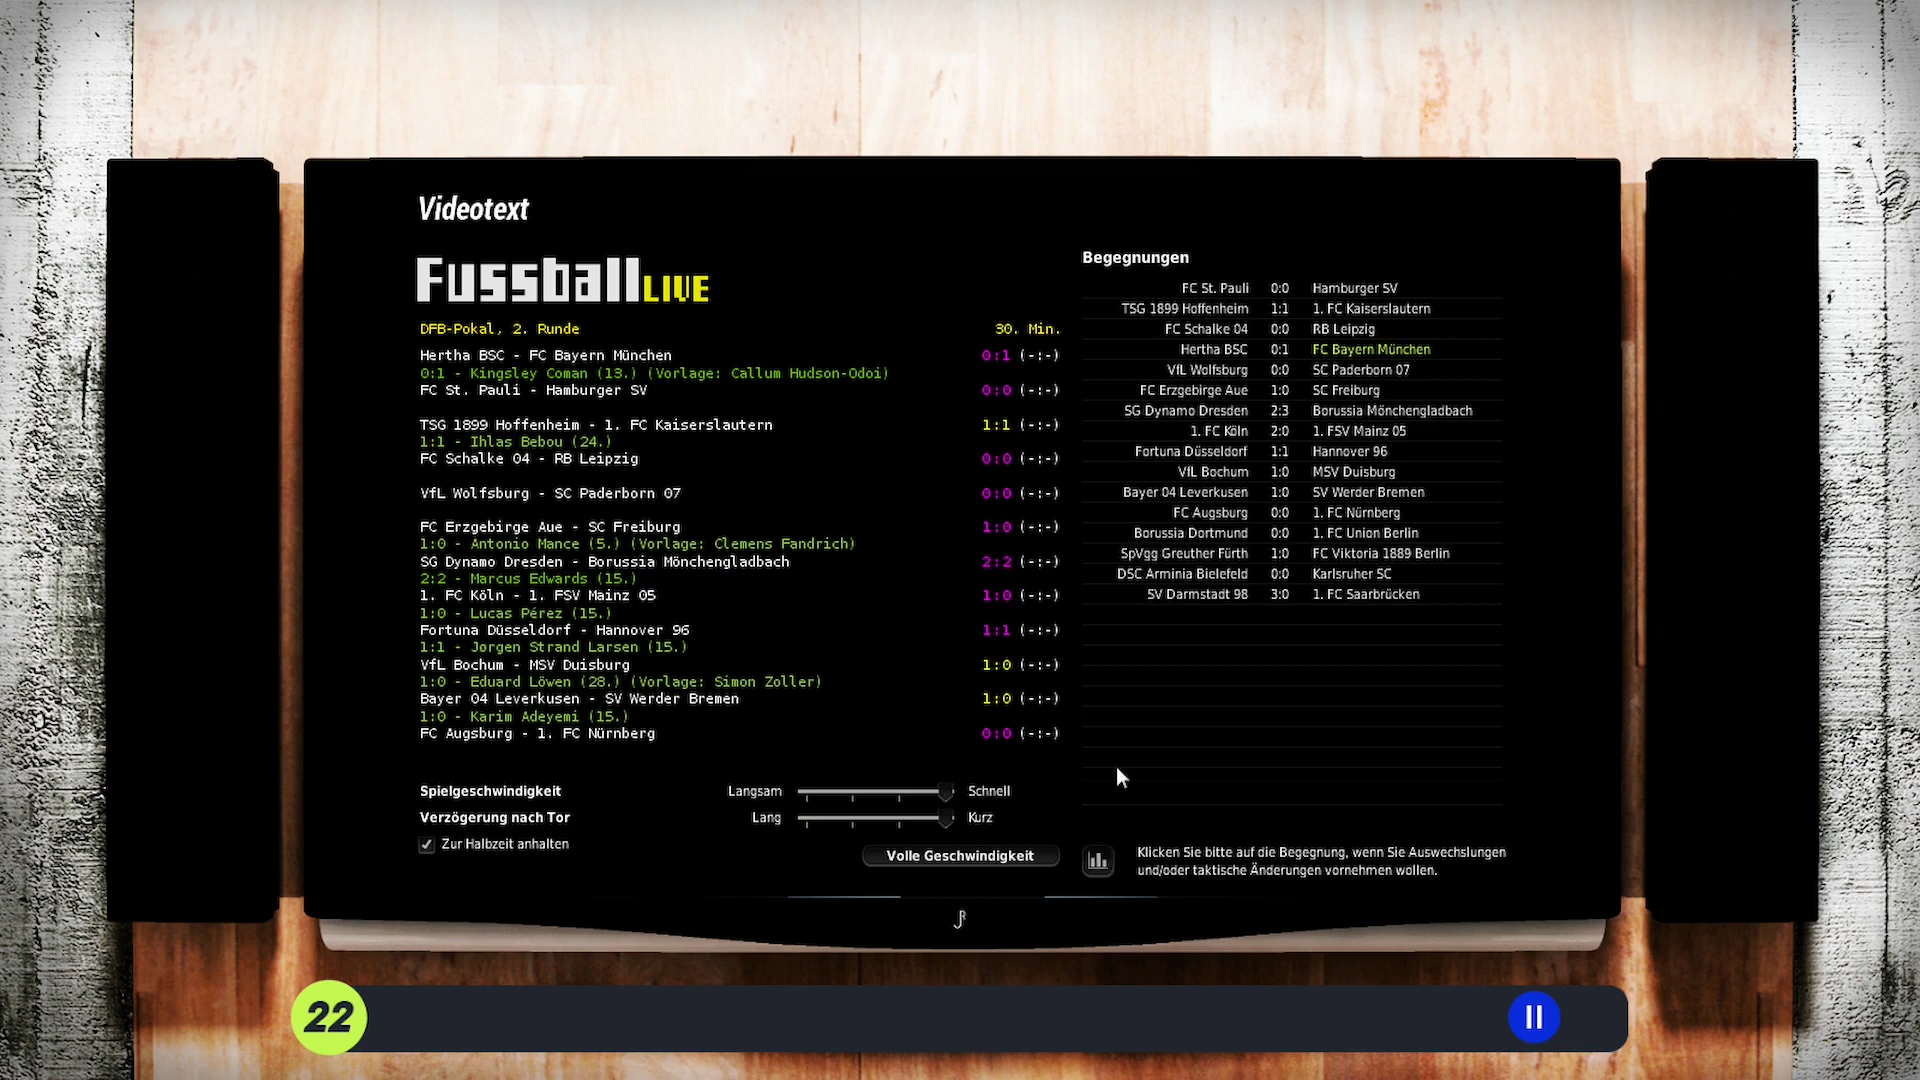 Videotext
Fussball LIVE
DFB-Pokal, 2. Runde 30. Min.
Hertha BSC - FC Bayern München 0:1 (-:-)
0:1 - Kingsley Coman (13.) (Vorlage: Callum Hudson-Odoi)
FC St. Pauli - Hamburger SV 0:0 (-:-)
TSG 1899 Hoffenheim - 1. FC Kaiserslautern 1:1 (-:-)
1:1 - Ihlas Bebou (24.)
FC Schalke 04 - RB Leipzig 0:0 (-:-)
VfL Wolfsburg - SC Paderborn 07 0:0 (-:-)
FC Erzgebirge Aue - SC Freiburg 1:0 (-:-)
1:0 - Antonio Mance (5.) (Vorlage: Clemens Fandrich)
SG Dynamo Dresden - Borussia Mönchengladbach 2:2 (-:-)
2:2 - Marcus Edwards (15.)
1. FC Köln - 1. FSV Mainz 05 1:0 (-:-)
1:0 - Lucas Pérez (15.)
Fortuna Düsseldorf - Hannover 96 1:1 (-:-)
1:1 - Jørgen Strand Larsen (15.)
VfL Bochum - MSV Duisburg 1:0 (-:-)
1:0 - Eduard Löwen (28.) (Vorlage: Simon Zoller)
Bayer 04 Leverkusen - SV Werder Bremen 1:0 (-:-)
1:0 - Karim Adeyemi (15.)
FC Augsburg - 1. FC Nürnberg 0:0 (-:-)
Spielgeschwindigkeit Langsam Schnell
Verzögerung nach Tor Lang Kurz
Zur Halbzeit anhalten
Volle Geschwindigkeit
Begegnungen
FC St. Pauli 0:0 Hamburger SV
TSG 1899 Hoffenheim 1:1 1. FC Kaiserslautern
FC Schalke 04 0:0 RB Leipzig
Hertha BSC 0:1 FC Bayern München
VfL Wolfsburg 0:0 SC Paderborn 07
FC Erzgebirge Aue 1:0 SC Freiburg
SG Dynamo Dresden 2:3 Borussia Mönchengladbach
1. FC Köln 2:0 1. FSV Mainz 05
Fortuna Düsseldorf 1:1 Hannover 96
VfL Bochum 1:0 MSV Duisburg
Bayer 04 Leverkusen 1:0 SV Werder Bremen
FC Augsburg 0:0 1. FC Nürnberg
Borussia Dortmund 0:0 1. FC Union Berlin
SpVgg Greuther Fürth 1:0 FC Viktoria 1889 Berlin
DSC Arminia Bielefeld 0:0 Karlsruher SC
SV Darmstadt 98 3:0 1. FC Saarbrücken
Klicken Sie bitte auf die Begegnung, wenn Sie Auswechslungen
und/oder taktische Änderungen vornehmen wollen.
22